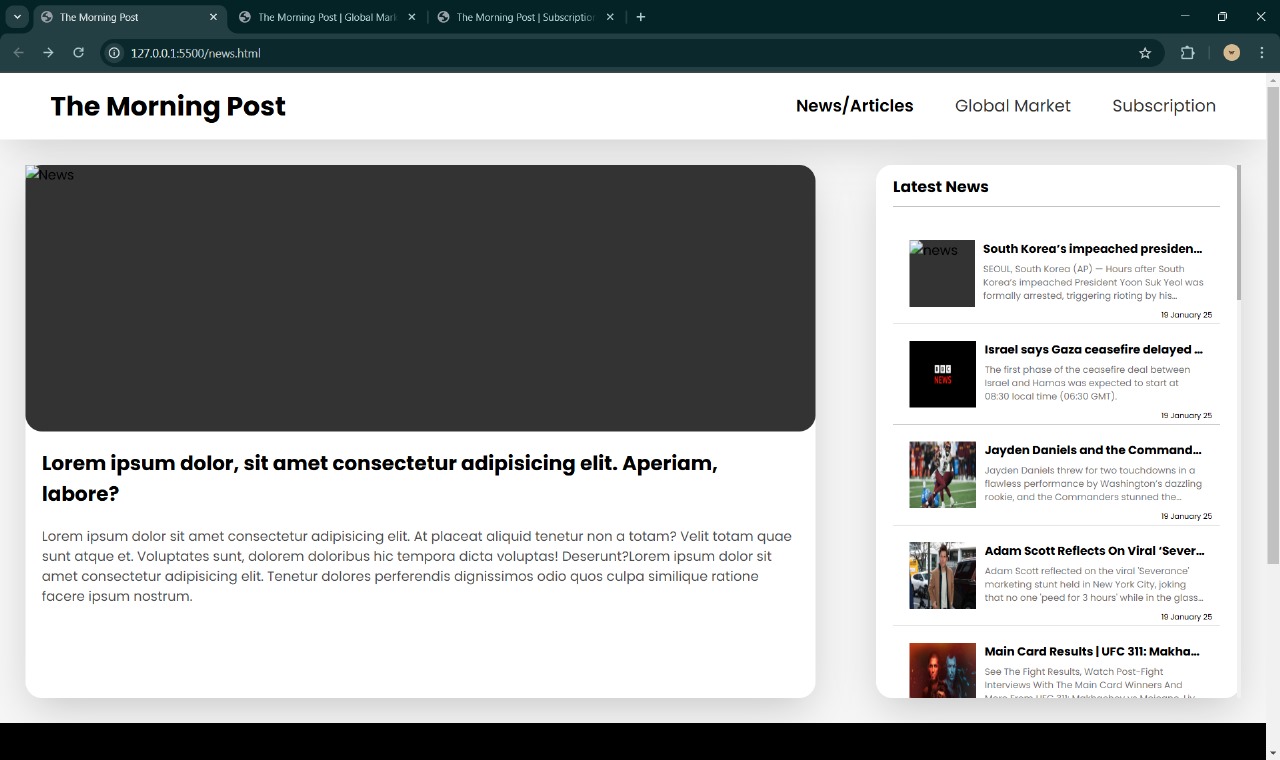 The Morning Post
The Morning Post | Global Mar
The Morning Post | Subscription
127.0.0.1:5500/news.html
The Morning Post
News/Articles
Global Market
Subscription
News
Lorem ipsum dolor, sit amet consectetur adipisicing elit. Aperiam,
labore?
Lorem ipsum dolor sit amet consectetur adipisicing elit. At placeat aliquid tenetur non a totam? Velit totam quae
sunt atque et. Voluptates sunt, dolorem doloribus hic tempora dicta voluptas! Deserunt?Lorem ipsum dolor sit
amet consectetur adipisicing elit. Tenetur dolores perferendis dignissimos odio quos culpa similique ratione
facere ipsum nostrum.
Latest News
news
South Korea’s impeached presiden...
SEOUL, South Korea (AP) — Hours after South
Korea’s impeached President Yoon Suk Yeol was
formally arrested, triggering rioting by his...
19 January 25
BBC
NEWS
Israel says Gaza ceasefire delayed ...
The first phase of the ceasefire deal between
Israel and Hamas was expected to start at
08:30 local time (06:30 GMT).
19 January 25
Jayden Daniels and the Command...
Jayden Daniels threw for two touchdowns in a
flawless performance by Washington’s dazzling
rookie, and the Commanders stunned the...
19 January 25
Adam Scott Reflects On Viral ‘Sever...
Adam Scott reflected on the viral 'Severance'
marketing stunt held in New York City, joking
that no one 'peed for 3 hours' while in the glass...
19 January 25
Main Card Results | UFC 311: Makha...
See The Fight Results, Watch Post-Fight
Interviews With The Main Card Winners And
More From UFC 311: Makhachev vs Moicano, Liv